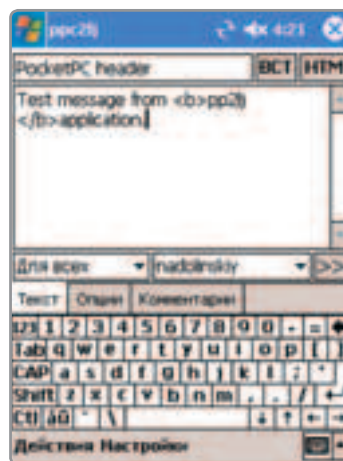 ppc2lj 4:21
PocketPC header ВСТ HTM
Test message from <b>pp2lj
</b>application.
Для всех nadolinskiy >>
Текст Опции Комментарии
123 1 2 3 4 5 6 7 8 9 0 - =
Tab q w e r t y u i o p [ ]
CAP a s d f g h j k l ; '
Shift z x c v b n m , . /
Ctl áü ` \
Действия Настройки